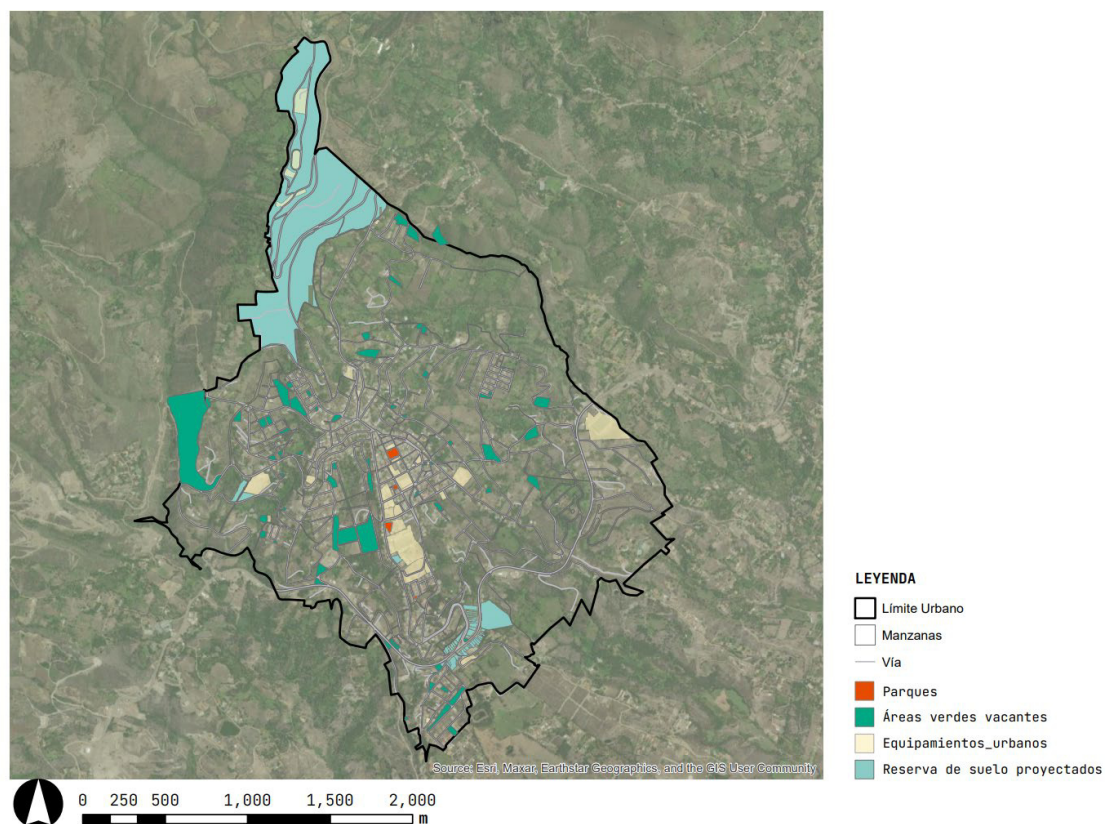 Source: Esri, Maxar, Earthstar Geographics, and the GIS User Community
LEYENDA
Límite Urbano
Manzanas
Vía
Parques
Áreas verdes vacantes
Equipamientos_urbanos
Reserva de suelo proyectados
0 250 500 1,000 1,500 2,000
m